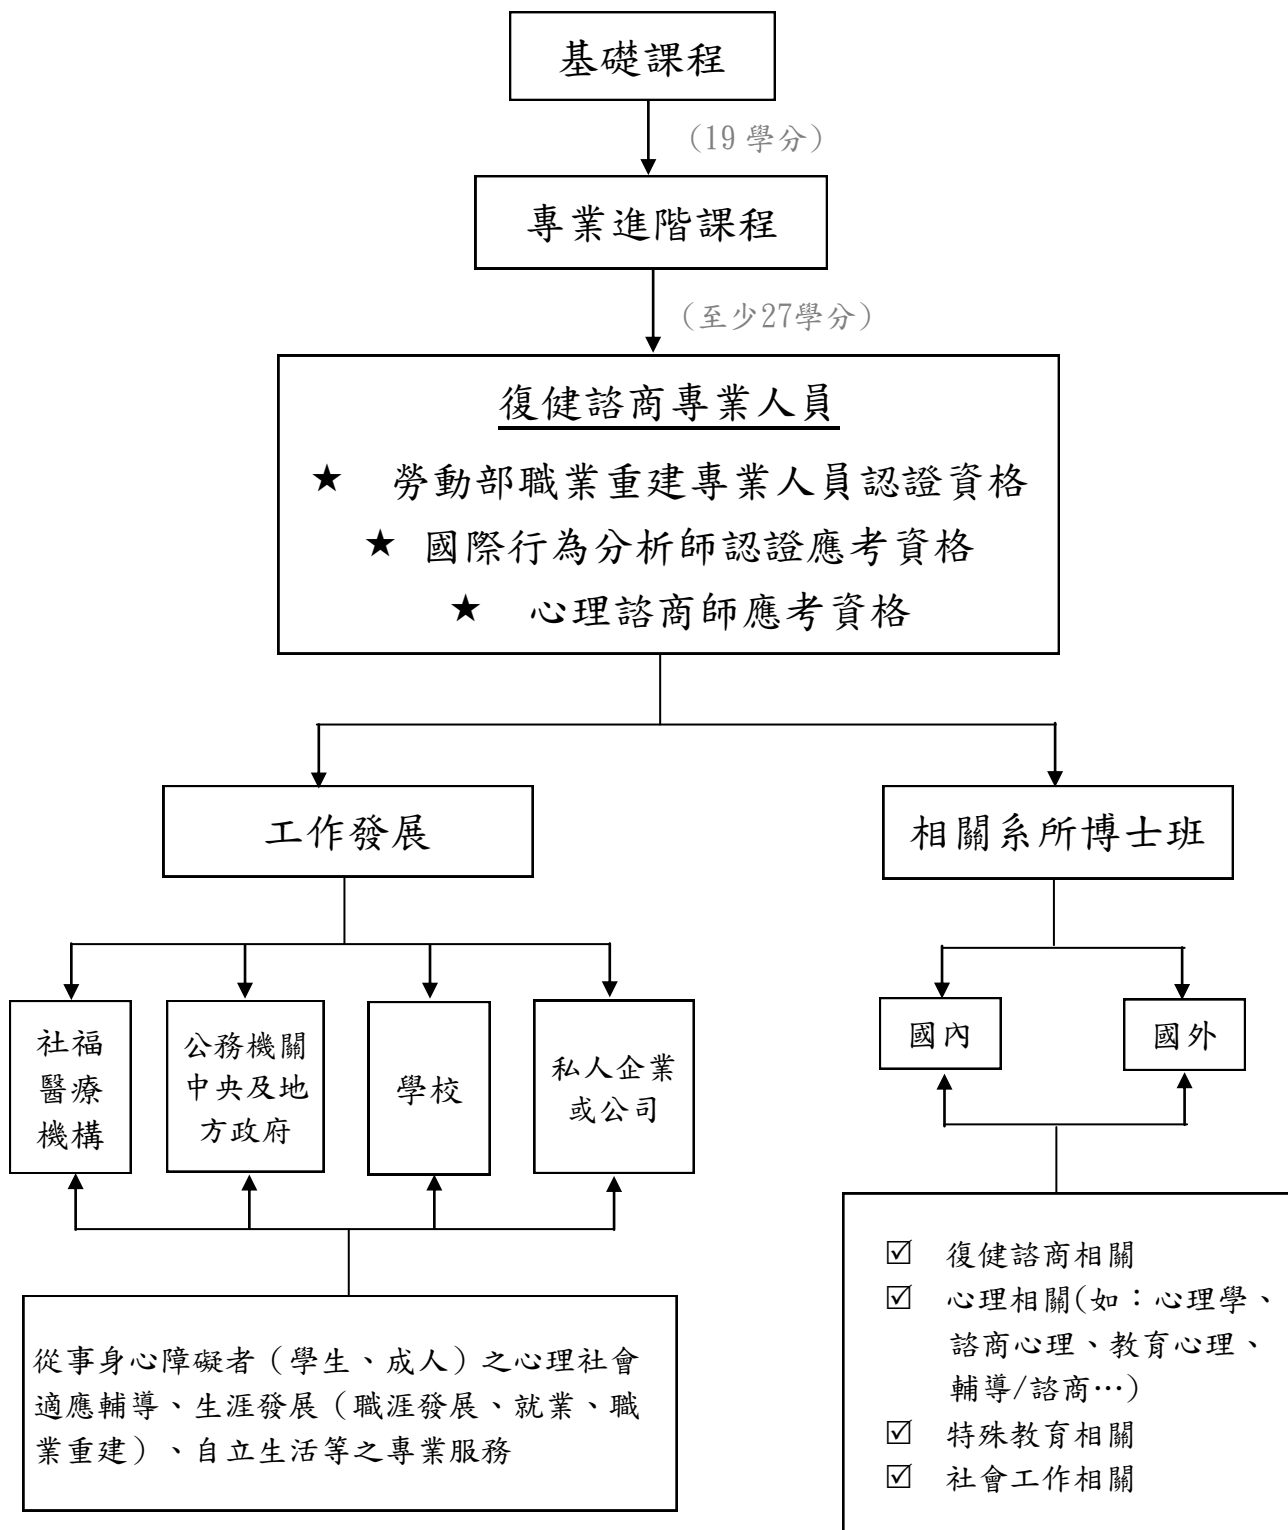 基礎課程
(19 學分)
專業進階課程
(至少27學分)
復健諮商專業人員
★ 勞動部職業重建專業人員認證資格
★ 國際行為分析師認證應考資格
★ 心理諮商師應考資格
工作發展
相關系所博士班
社福
醫療
機構
公務機關
中央及地
方政府
學校
私人企業
或公司
國內
國外
從事身心障礙者（學生、成人）之心理社會
適應輔導、生涯發展（職涯發展、就業、職
業重建）、自立生活等之專業服務
☑ 復健諮商相關
☑ 心理相關(如：心理學、
諮商心理、教育心理、
輔導/諮商…)
☑ 特殊教育相關
☑ 社會工作相關